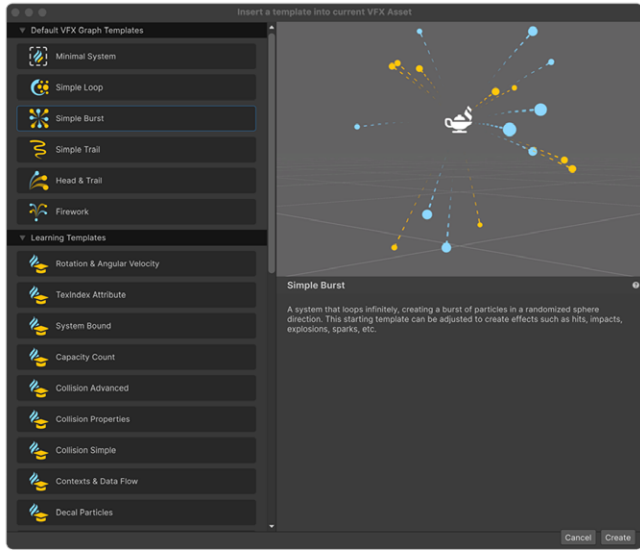 Insert a template into current VFX Asset
Default VFX Graph Templates
Minimal System
Simple Loop
Simple Burst
Simple Trail
Head & Trail
Firework
Learning Templates
Rotation & Angular Velocity
TexIndex Attribute
System Bound
Capacity Count
Collision Advanced
Collision Properties
Collision Simple
Contexts & Data Flow
Decal Particles
Simple Burst
A system that loops infinitely, creating a burst of particles in a randomized sphere
direction. This starting template can be adjusted to create effects such as hits, impacts,
explosions, sparks, etc.
Cancel
Create